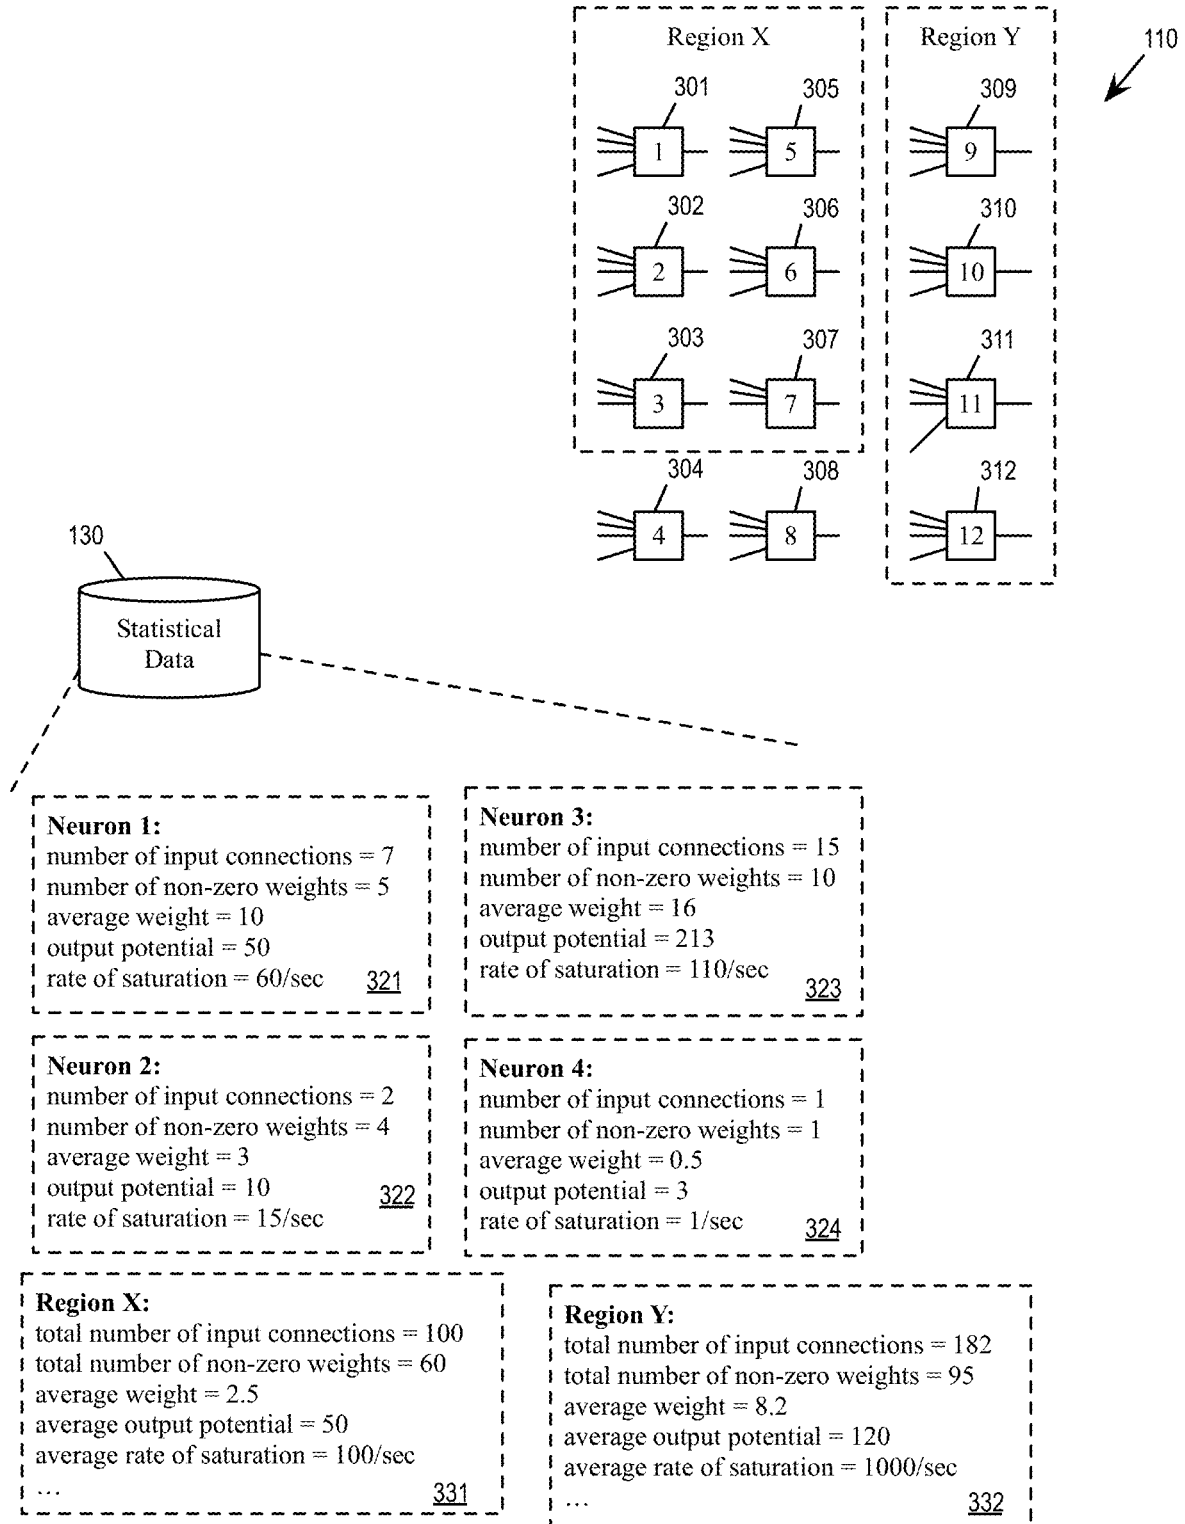 Region X
Region Y
110
301
305
309
1
5
9
302
306
310
2
6
10
303
307
311
3
7
11
304
308
312
4
8
12
130
Statistical
Data
Neuron 1:
number of input connections = 7
number of non-zero weights = 5
average weight = 10
output potential = 50
rate of saturation = 60/sec
321
Neuron 3:
number of input connections = 15
number of non-zero weights = 10
average weight = 16
output potential = 213
rate of saturation = 110/sec
323
Neuron 2:
number of input connections = 2
number of non-zero weights = 4
average weight = 3
output potential = 10
rate of saturation = 15/sec
322
Neuron 4:
number of input connections = 1
number of non-zero weights = 1
average weight = 0.5
output potential = 3
rate of saturation = 1/sec
324
Region X:
total number of input connections = 100
total number of non-zero weights = 60
average weight = 2.5
average output potential = 50
average rate of saturation = 100/sec
...
331
Region Y:
total number of input connections = 182
total number of non-zero weights = 95
average weight = 8.2
average output potential = 120
average rate of saturation = 1000/sec
...
332